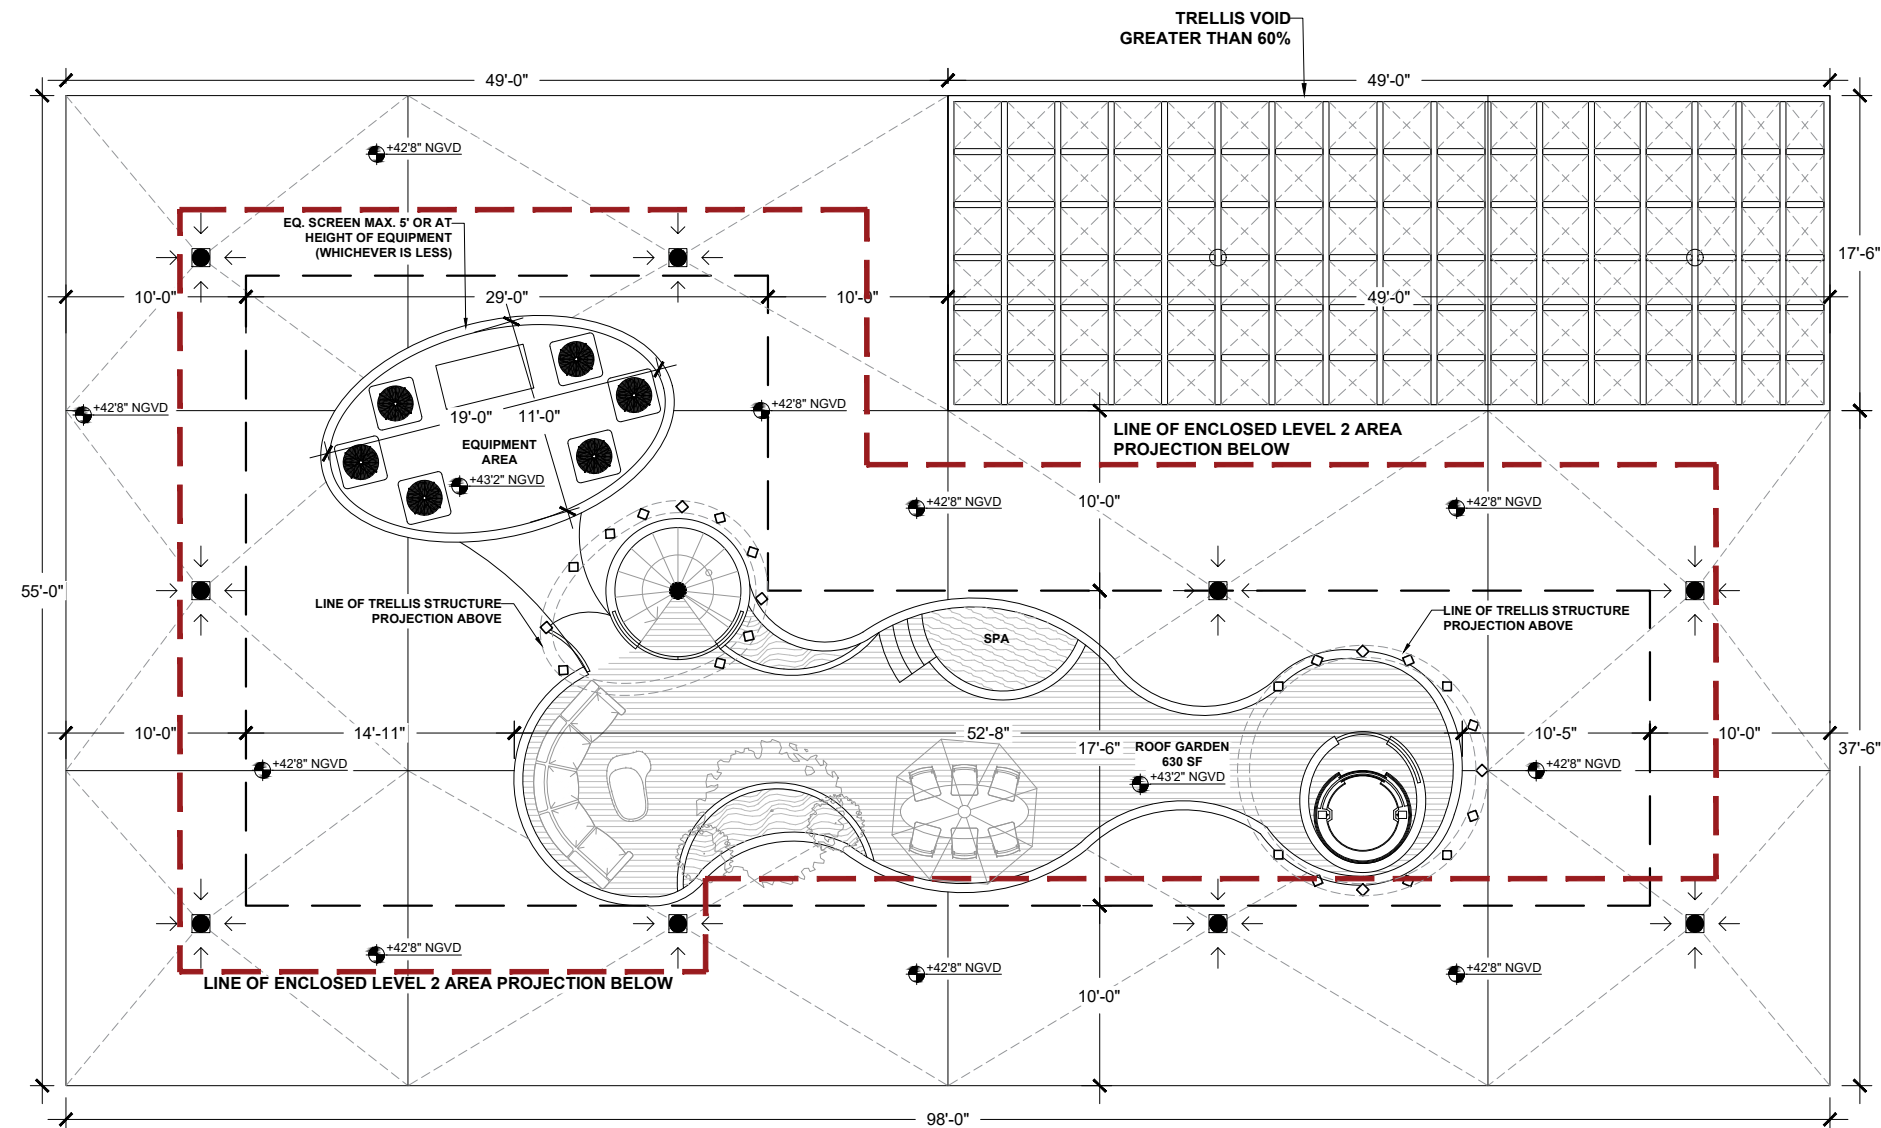 TRELLIS VOID
GREATER THAN 60%
49'-0"
49'-0"
+42'8" NGVD
EQ. SCREEN MAX. 5' OR AT
HEIGHT OF EQUIPMENT
(WHICHEVER IS LESS)
17'-6"
10'-0"
29'-0"
10'-0"
49'-0"
+42'8" NGVD
+42'8" NGVD
19'-0"
11'-0"
EQUIPMENT
AREA
+43'2" NGVD
LINE OF ENCLOSED LEVEL 2 AREA
PROJECTION BELOW
10'-0"
+42'8" NGVD
+42'8" NGVD
55'-0"
LINE OF TRELLIS STRUCTURE
PROJECTION ABOVE
SPA
LINE OF TRELLIS STRUCTURE
PROJECTION ABOVE
10'-0"
14'-11"
52'-8"
10'-5"
10'-0"
37'-6"
17'-6"
ROOF GARDEN
630 SF
+43'2" NGVD
+42'8" NGVD
+42'8" NGVD
+42'8" NGVD
+42'8" NGVD
+42'8" NGVD
LINE OF ENCLOSED LEVEL 2 AREA PROJECTION BELOW
10'-0"
98'-0"